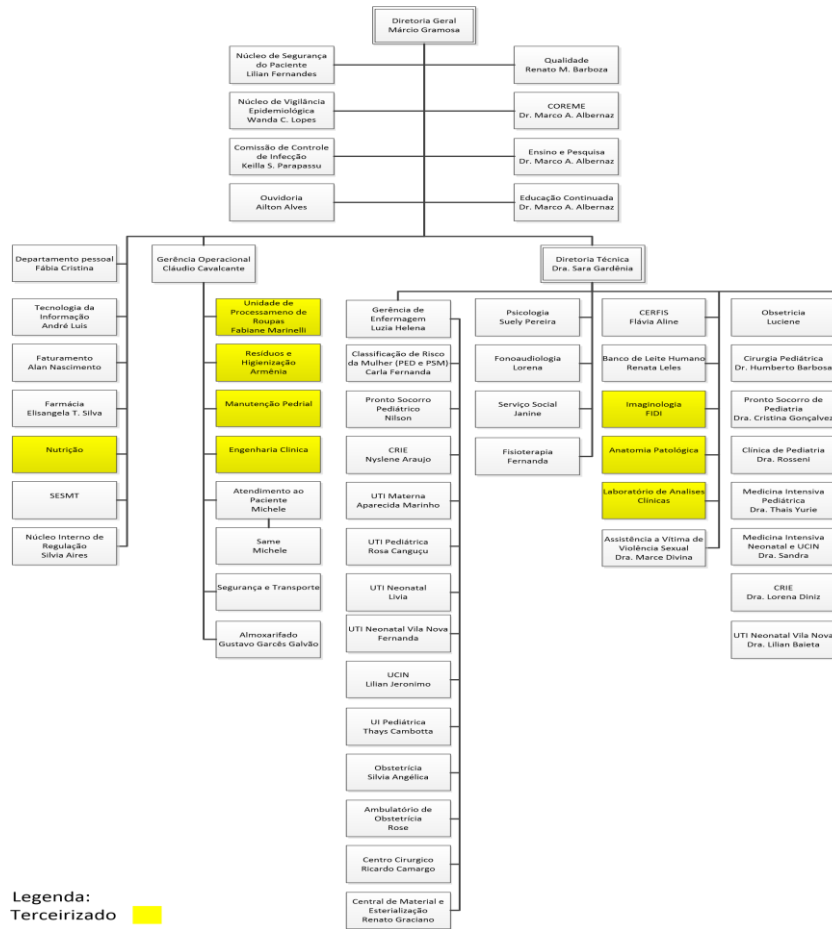 Diretoria Geral
Márcio Gramosa
Núcleo de Segurança
do Paciente
Lílian Fernandes
Qualidade
Renato M. Barboza
Núcleo de Vigilância
Epidemiológica
Wanda C. Lopes
COREME
Dr. Marco A. Albernaz
Comissão de Controle
de Infecção
Keilla S. Parapassu
Ensino e Pesquisa
Dr. Marco A. Albernaz
Ouvidoria
Ailton Alves
Educação Continuada
Dr. Marco A. Albernaz
Departamento pessoal
Fábia Cristina
Tecnologia da
Informação
André Luis
Faturamento
Alan Nascimento
Farmácia
Elisangela T. Silva
Nutrição
SESMT
Núcleo Interno de
Regulação
Silvia Aires
Gerência Operacional
Cláudio Cavalcante
Unidade de
Processameno de
Roupas
Fabiane Marinelli
Resíduos e
Higienização
Armênia
Manutenção Pedrial
Engenharia Clinica
Atendimento ao
Paciente
Michele
Same
Michele
Segurança e Transporte
Almoxarifado
Gustavo Garcês Galvão
Diretoria Técnica
Dra. Sara Gardênia
Gerência de
Enfermagem
Luzia Helena
Classificação de Risco
da Mulher (PED e PSM)
Carla Fernanda
Pronto Socorro
Pediátrico
Nilson
CRIE
Nyslene Araujo
UTI Materna
Aparecida Marinho
UTI Pediátrica
Rosa Canguçu
UTI Neonatal
Livia
UTI Neonatal Vila Nova
Fernanda
UCIN
Lilian Jeronimo
UI Pediátrica
Thays Cambotta
Obstetrícia
Silvia Angélica
Ambulatório de
Obstetrícia
Rose
Centro Cirurgico
Ricardo Camargo
Central de Material e
Esterialização
Renato Graciano
Psicologia
Suely Pereira
Fonoaudiologia
Lorena
Serviço Social
Janine
Fisioterapia
Fernanda
CERFIS
Flávia Aline
Banco de Leite Humano
Renata Leles
Imaginologia
FIDI
Anatomia Patológica
Laboratório de Analises
Clínicas
Assistência a Vítima de
Violência Sexual
Dra. Marce Divina
Obsetricia
Luciene
Cirurgia Pediátrica
Dr. Humberto Barbosa
Pronto Socorro de
Pediatria
Dra. Cristina Gonçalvez
Clínica de Pediatria
Dra. Rosseni
Medicina Intensiva
Pediátrica
Dra. Thais Yurie
Medicina Intensiva
Neonatal e UCIN
Dra. Sandra
CRIE
Dra. Lorena Diniz
UTI Neonatal Vila Nova
Dra. Lilian Baieta
Legenda:
Terceirizado